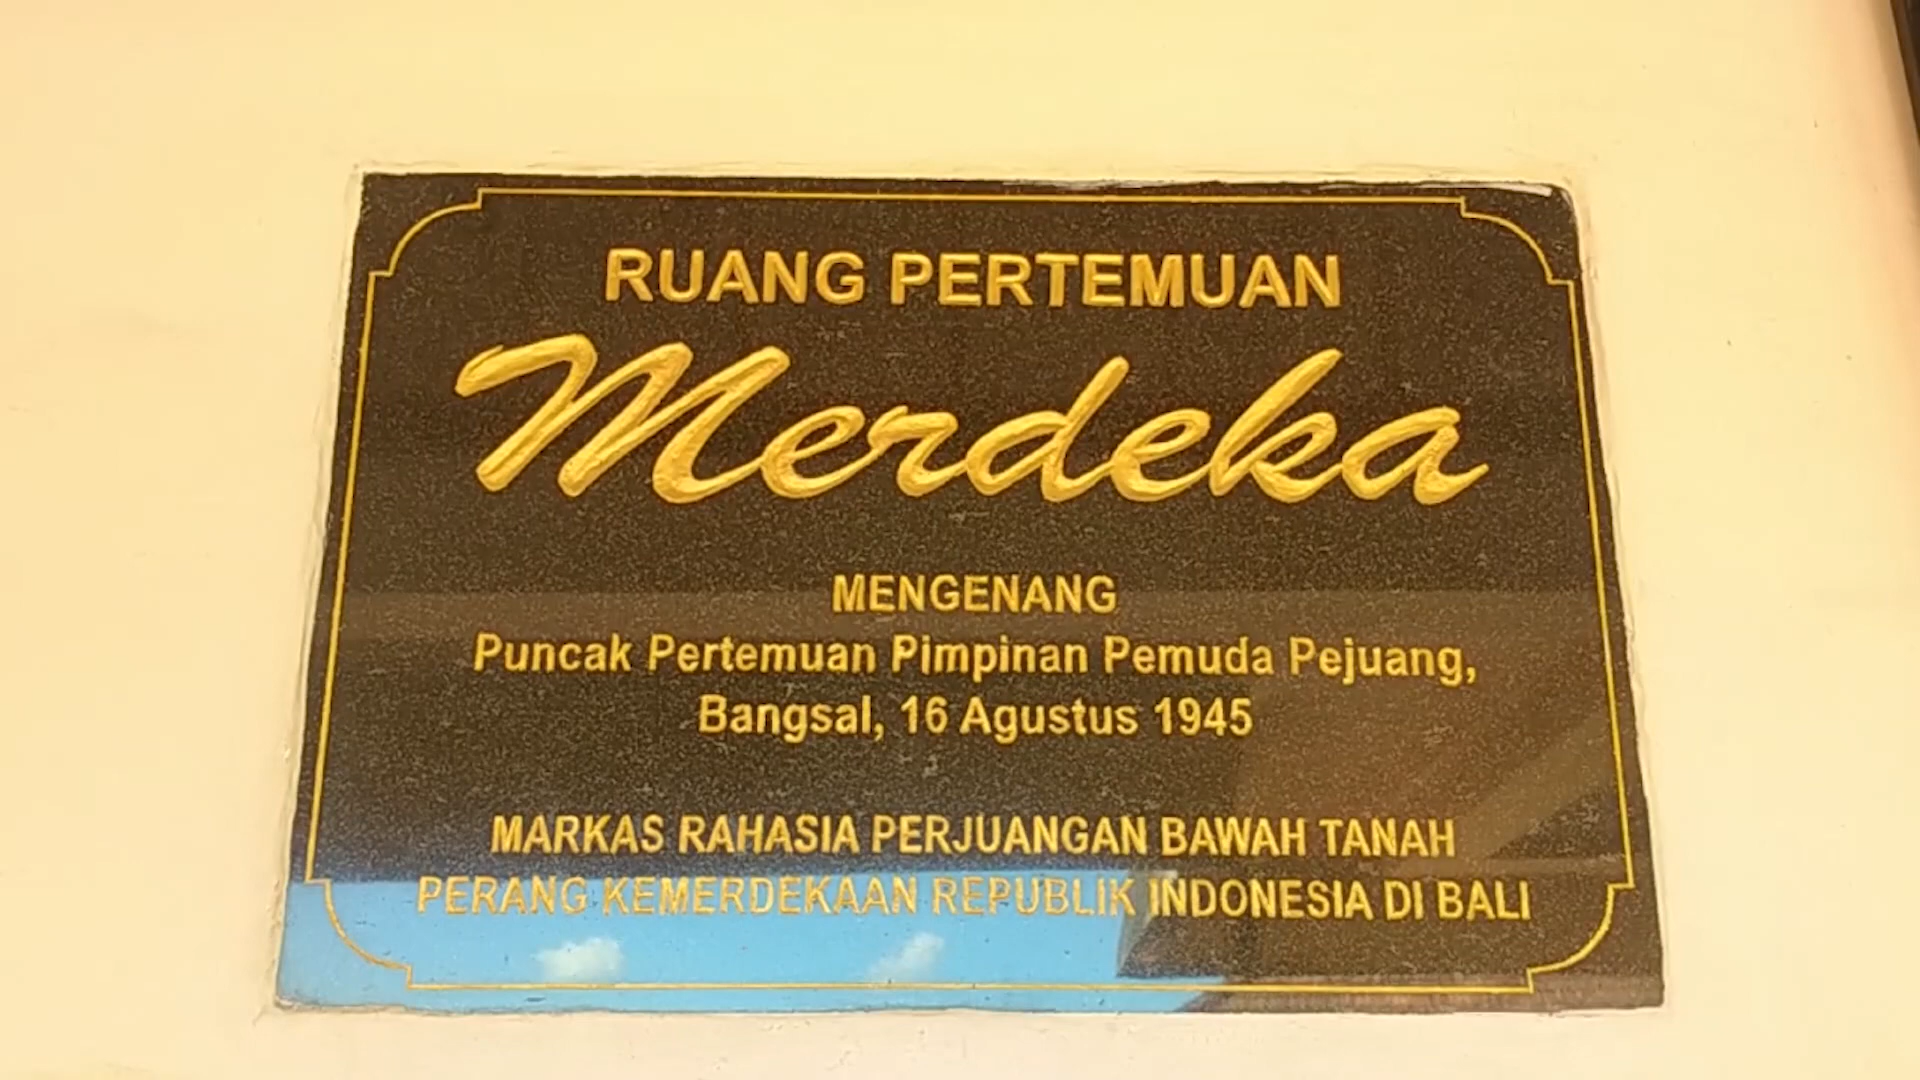 RUANG PERTEMUAN
Merdeka
MENGENANG
Puncak Pertemuan Pimpinan Pemuda Pejuang,
Bangsal, 16 Agustus 1945
MARKAS RAHASIA PERJUANGAN BAWAH TANAH
PERANG KEMERDEKAAN REPUBLIK INDONESIA DI BALI